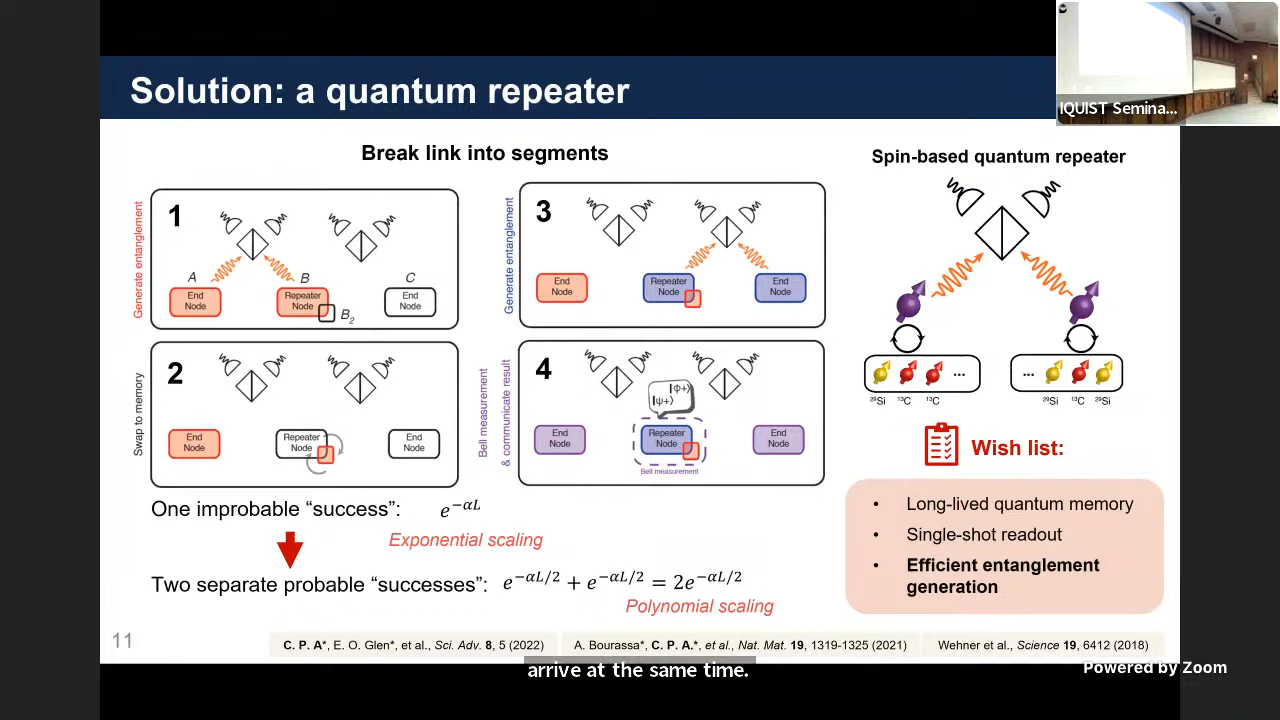 Solution: a quantum repeater
IQUIST Semina...
Break link into segments
Generate entanglement
1
A
B
C
End
Node
Repeater
Node
End
Node
B2
Swap to memory
2
End
Node
Repeater
Node
End
Node
Generate entanglement
3
End
Node
Repeater
Node
End
Node
Bell measurement
& communicate result
4
|ϕ+⟩
|ψ+⟩
End
Node
Repeater
Node
End
Node
Bell measurement
One improbable “success”: e^{−αL}
Exponential scaling
Two separate probable “successes”: e^{−αL/2} + e^{−αL/2} = 2e^{−αL/2}
Polynomial scaling
Spin-based quantum repeater
... ...
²⁹Si ¹³C ¹³C ²⁹Si ¹³C ²⁹Si
Wish list:
• Long-lived quantum memory
• Single-shot readout
• Efficient entanglement
generation
11
C. P. A*, E. O. Glen*, et al., Sci. Adv. 8, 5 (2022)
A. Bourassa*, C. P. A.*, et al., Nat. Mat. 19, 1319-1325 (2021)
Wehner et al., Science 19, 6412 (2018)
arrive at the same time.
Powered by Zoom